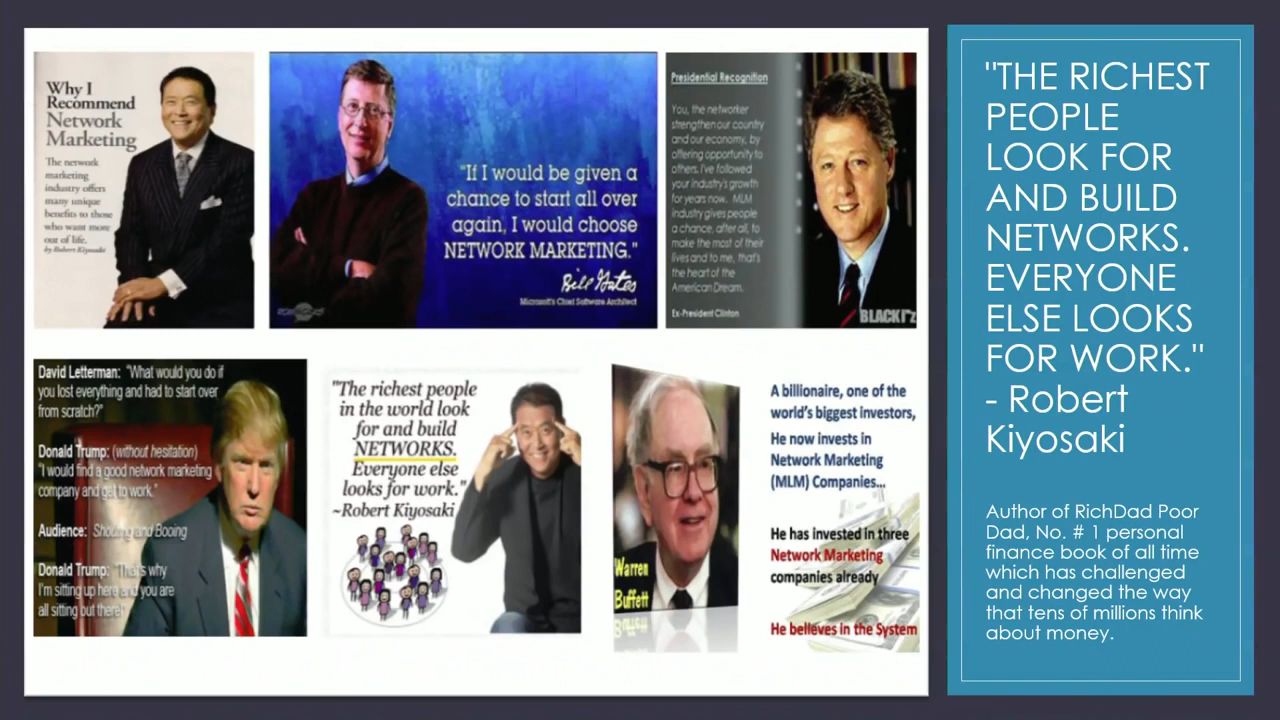 Why I
Recommend
Network
Marketing
The network
marketing
industry offers
many unique
benefits to those
who want more
out of life.
by Robert Kiyosaki
"If I would be given a
chance to start all over
again, I would choose
NETWORK MARKETING."
Bill Gates
Microsoft's Chief Software Architect
Presidential Recognition
You, the networker
strengthen our country
and our economy, by
offering opportunity to
others. I've followed
your industry's growth
for years now. MLM
industry gives people
a chance, after all, to
make the most of their
lives and to me, that's
the heart of the
American Dream.
Ex-President Clinton
BLACK I'z
David Letterman: "What would you do if
you lost everything and had to start over
from scratch?"
Donald Trump: (without hesitation)
"I would find a good network marketing
company and get to work."
Audience: Shouting and Booing
Donald Trump: "That's why
I'm sitting up here and you are
all sitting out there"
"The richest people
in the world look
for and build
NETWORKS.
Everyone else
looks for work."
~Robert Kiyosaki
Warren
Buffett
A billionaire, one of the
world's biggest investors,
He now invests in
Network Marketing
(MLM) Companies...
He has invested in three
Network Marketing
companies already
He believes in the System
"THE RICHEST
PEOPLE
LOOK FOR
AND BUILD
NETWORKS.
EVERYONE
ELSE LOOKS
FOR WORK."
- Robert
Kiyosaki
Author of RichDad Poor
Dad, No. # 1 personal
finance book of all time
which has challenged
and changed the way
that tens of millions think
about money.